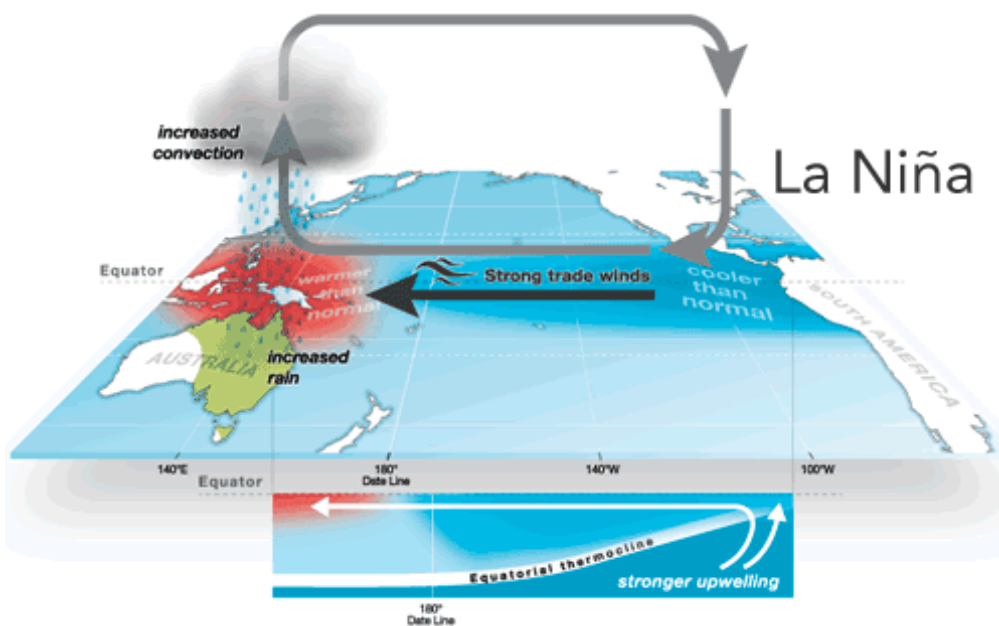 increased
convection
La Niña
Equator
warmer
than
normal
Strong trade winds
cooler
than
normal
SOUTH AMERICA
AUSTRALIA
increased
rain
140°E
180°
Date Line
140°W
100°W
Equator
Equatorial thermocline
stronger upwelling
180°
Date Line